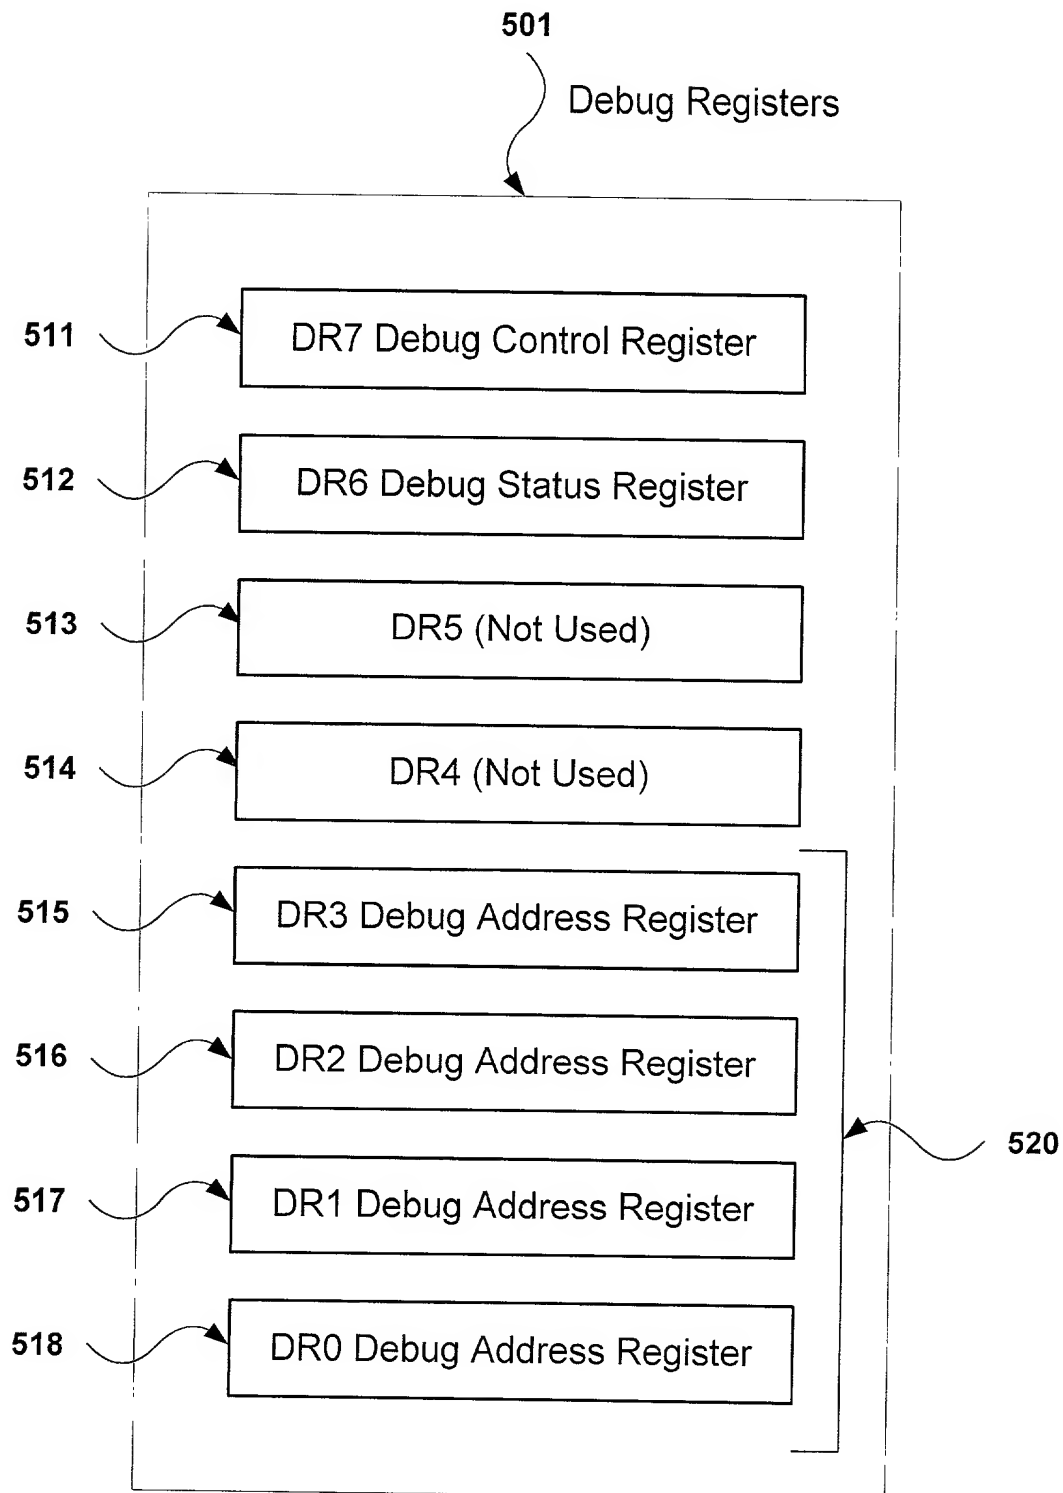 501
Debug Registers
511
DR7 Debug Control Register
512
DR6 Debug Status Register
513
DR5 (Not Used)
514
DR4 (Not Used)
515
DR3 Debug Address Register
516
DR2 Debug Address Register
520
517
DR1 Debug Address Register
518
DR0 Debug Address Register